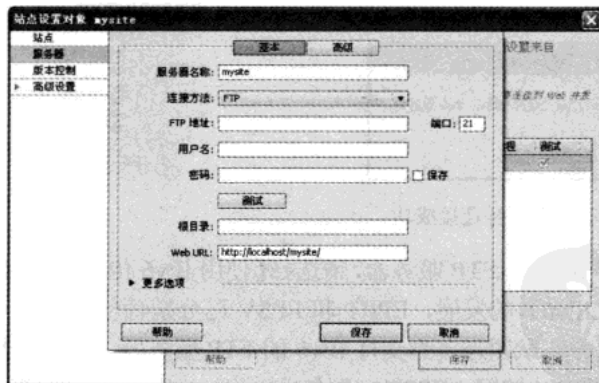 站点设置对象 mysite
站点
服务器
版本控制
高级设置
基本
高级
设置来自
服务器名称: mysite
连接方法: FTP
FTP 地址:
端口: 21
用户名:
密码:
保存
测试
根目录:
Web URL: http://localhost/mysite/
更多选项
帮助
保存
取消
程
测试
帮助
保存
取消